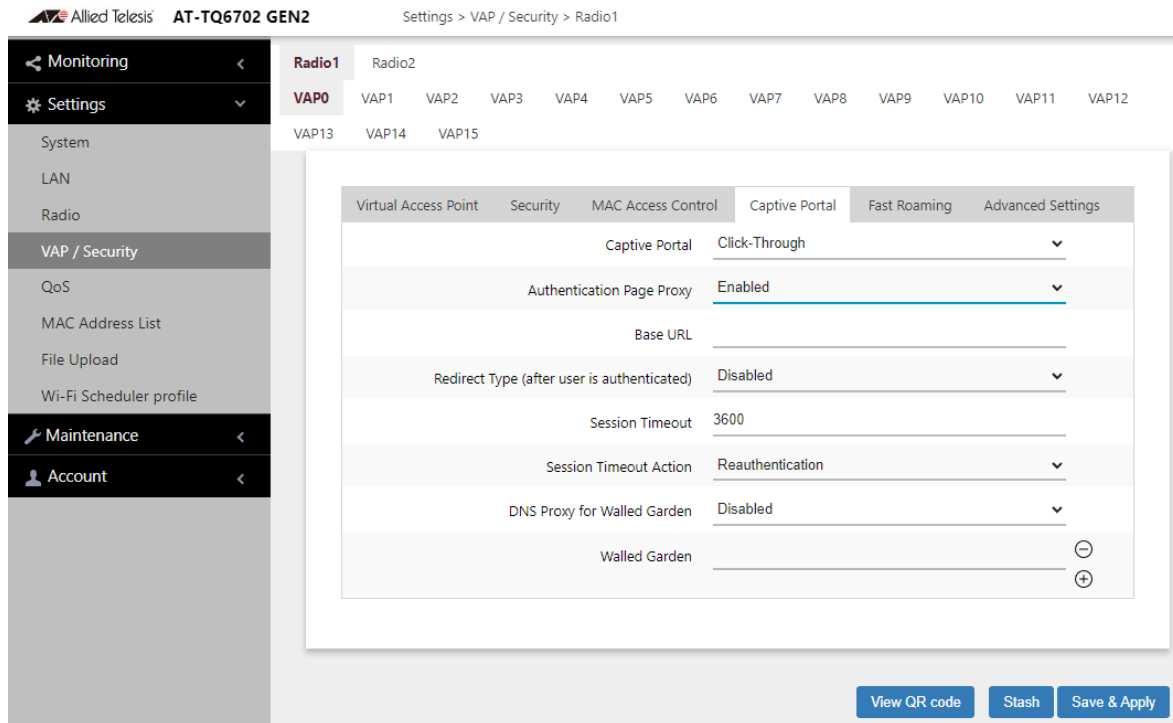 Allied Telesis AT-TQ6702 GEN2 Settings > VAP / Security > Radio1
Monitoring
Settings
System
LAN
Radio
VAP / Security
QoS
MAC Address List
File Upload
Wi-Fi Scheduler profile
Maintenance
Account
Radio1 Radio2
VAP0 VAP1 VAP2 VAP3 VAP4 VAP5 VAP6 VAP7 VAP8 VAP9 VAP10 VAP11 VAP12
VAP13 VAP14 VAP15
Virtual Access Point Security MAC Access Control Captive Portal Fast Roaming Advanced Settings
Captive Portal Click-Through
Authentication Page Proxy Enabled
Base URL
Redirect Type (after user is authenticated) Disabled
Session Timeout 3600
Session Timeout Action Reauthentication
DNS Proxy for Walled Garden Disabled
Walled Garden
View QR code Stash Save & Apply